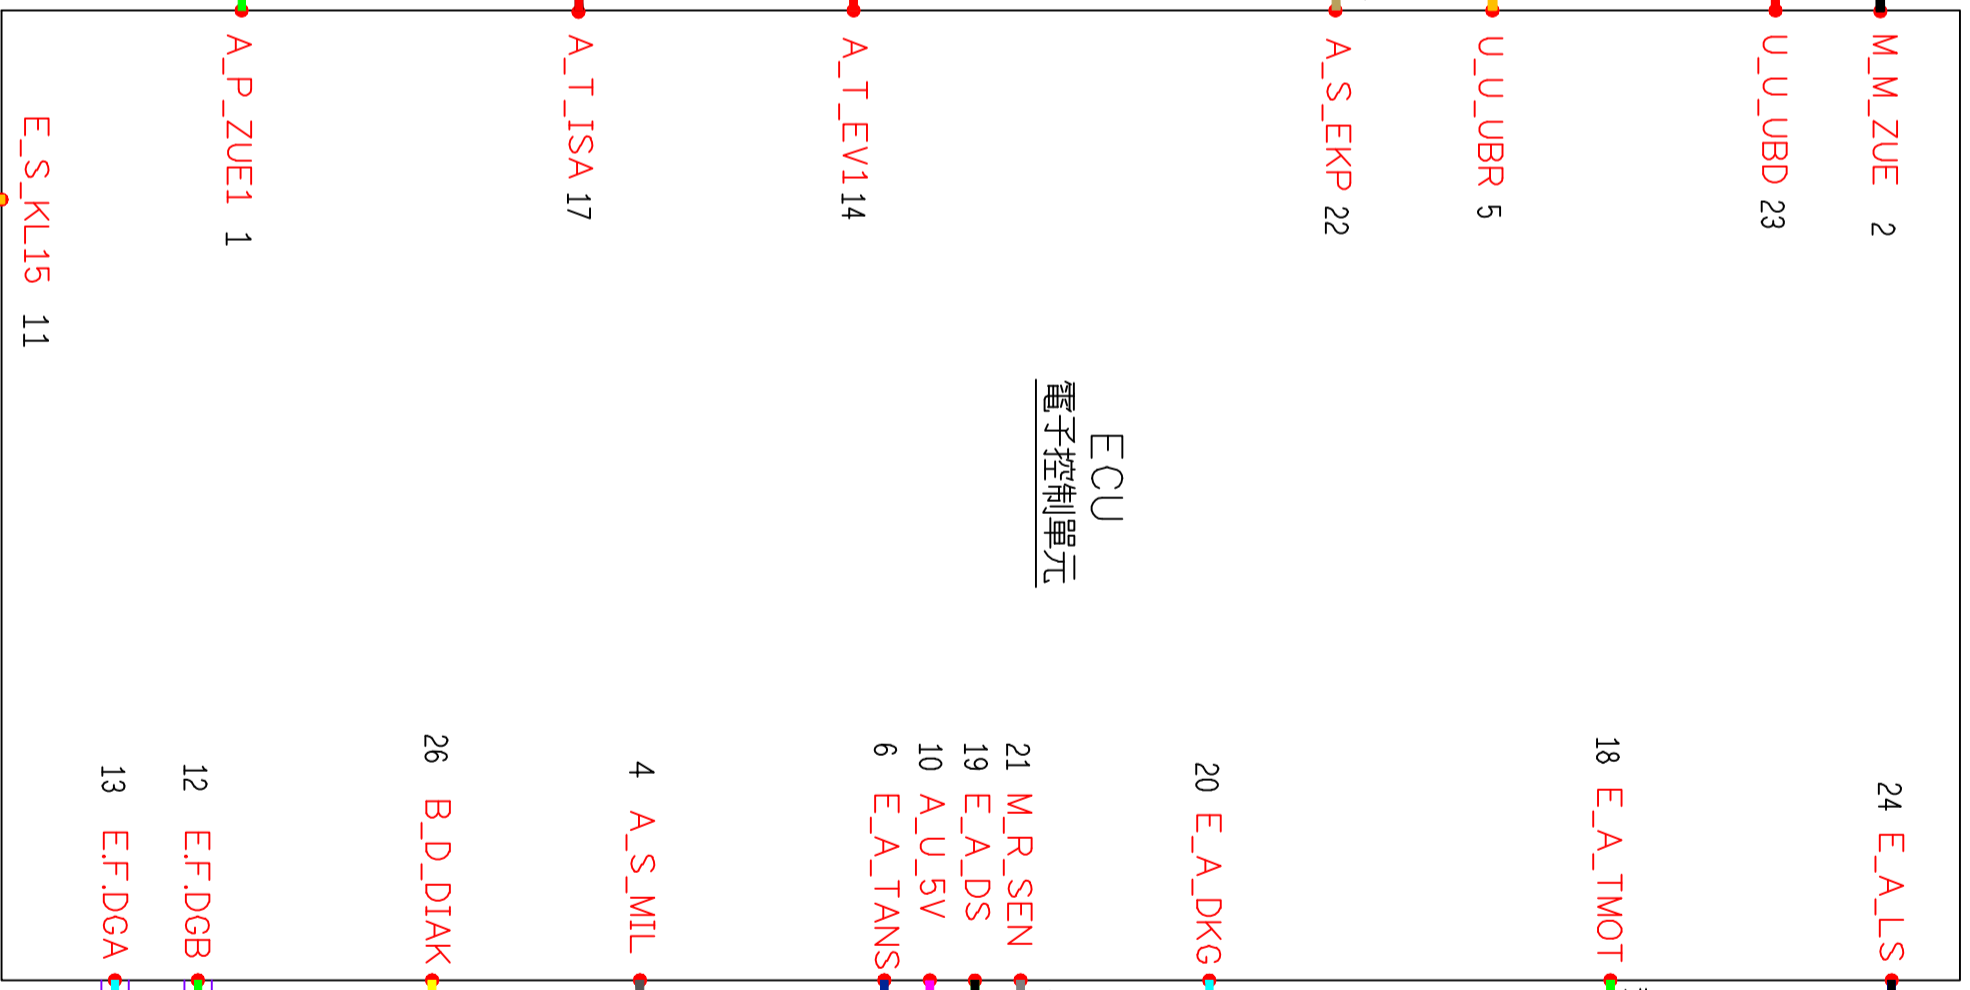 A_P_ZUE1 1
A_T_ISA 17
A_T_EV1 14
A_S_EKP 22
U_U_UBR 5
U_U_UBD 23
M_M_ZUE 2
E_S_KL15 11
ECU
電子控制單元
13 E.F.DGA
12 E.F.DGB
26 B_D_DIAK
4 A_S_MIL
6 E_A_TANS
10 A_U_5V
19 E_A_DS
21 M_R_SEN
20 E_A_DKG
18 E_A_TMOT
24 E_A_LS